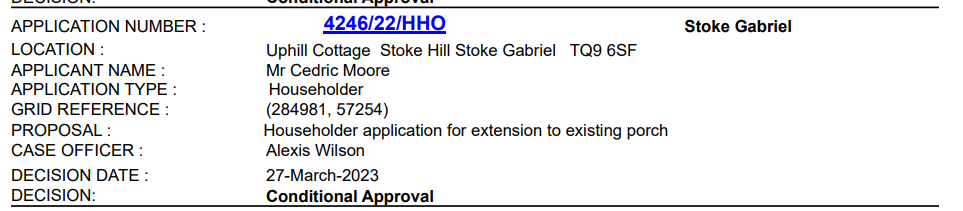 Conditional Approval
APPLICATION NUMBER : 4246/22/HHO Stoke Gabriel
LOCATION : Uphill Cottage Stoke Hill Stoke Gabriel TQ9 6SF
APPLICANT NAME : Mr Cedric Moore
APPLICATION TYPE : Householder
GRID REFERENCE : (284981, 57254)
PROPOSAL : Householder application for extension to existing porch
CASE OFFICER : Alexis Wilson
DECISION DATE : 27-March-2023
DECISION: Conditional Approval